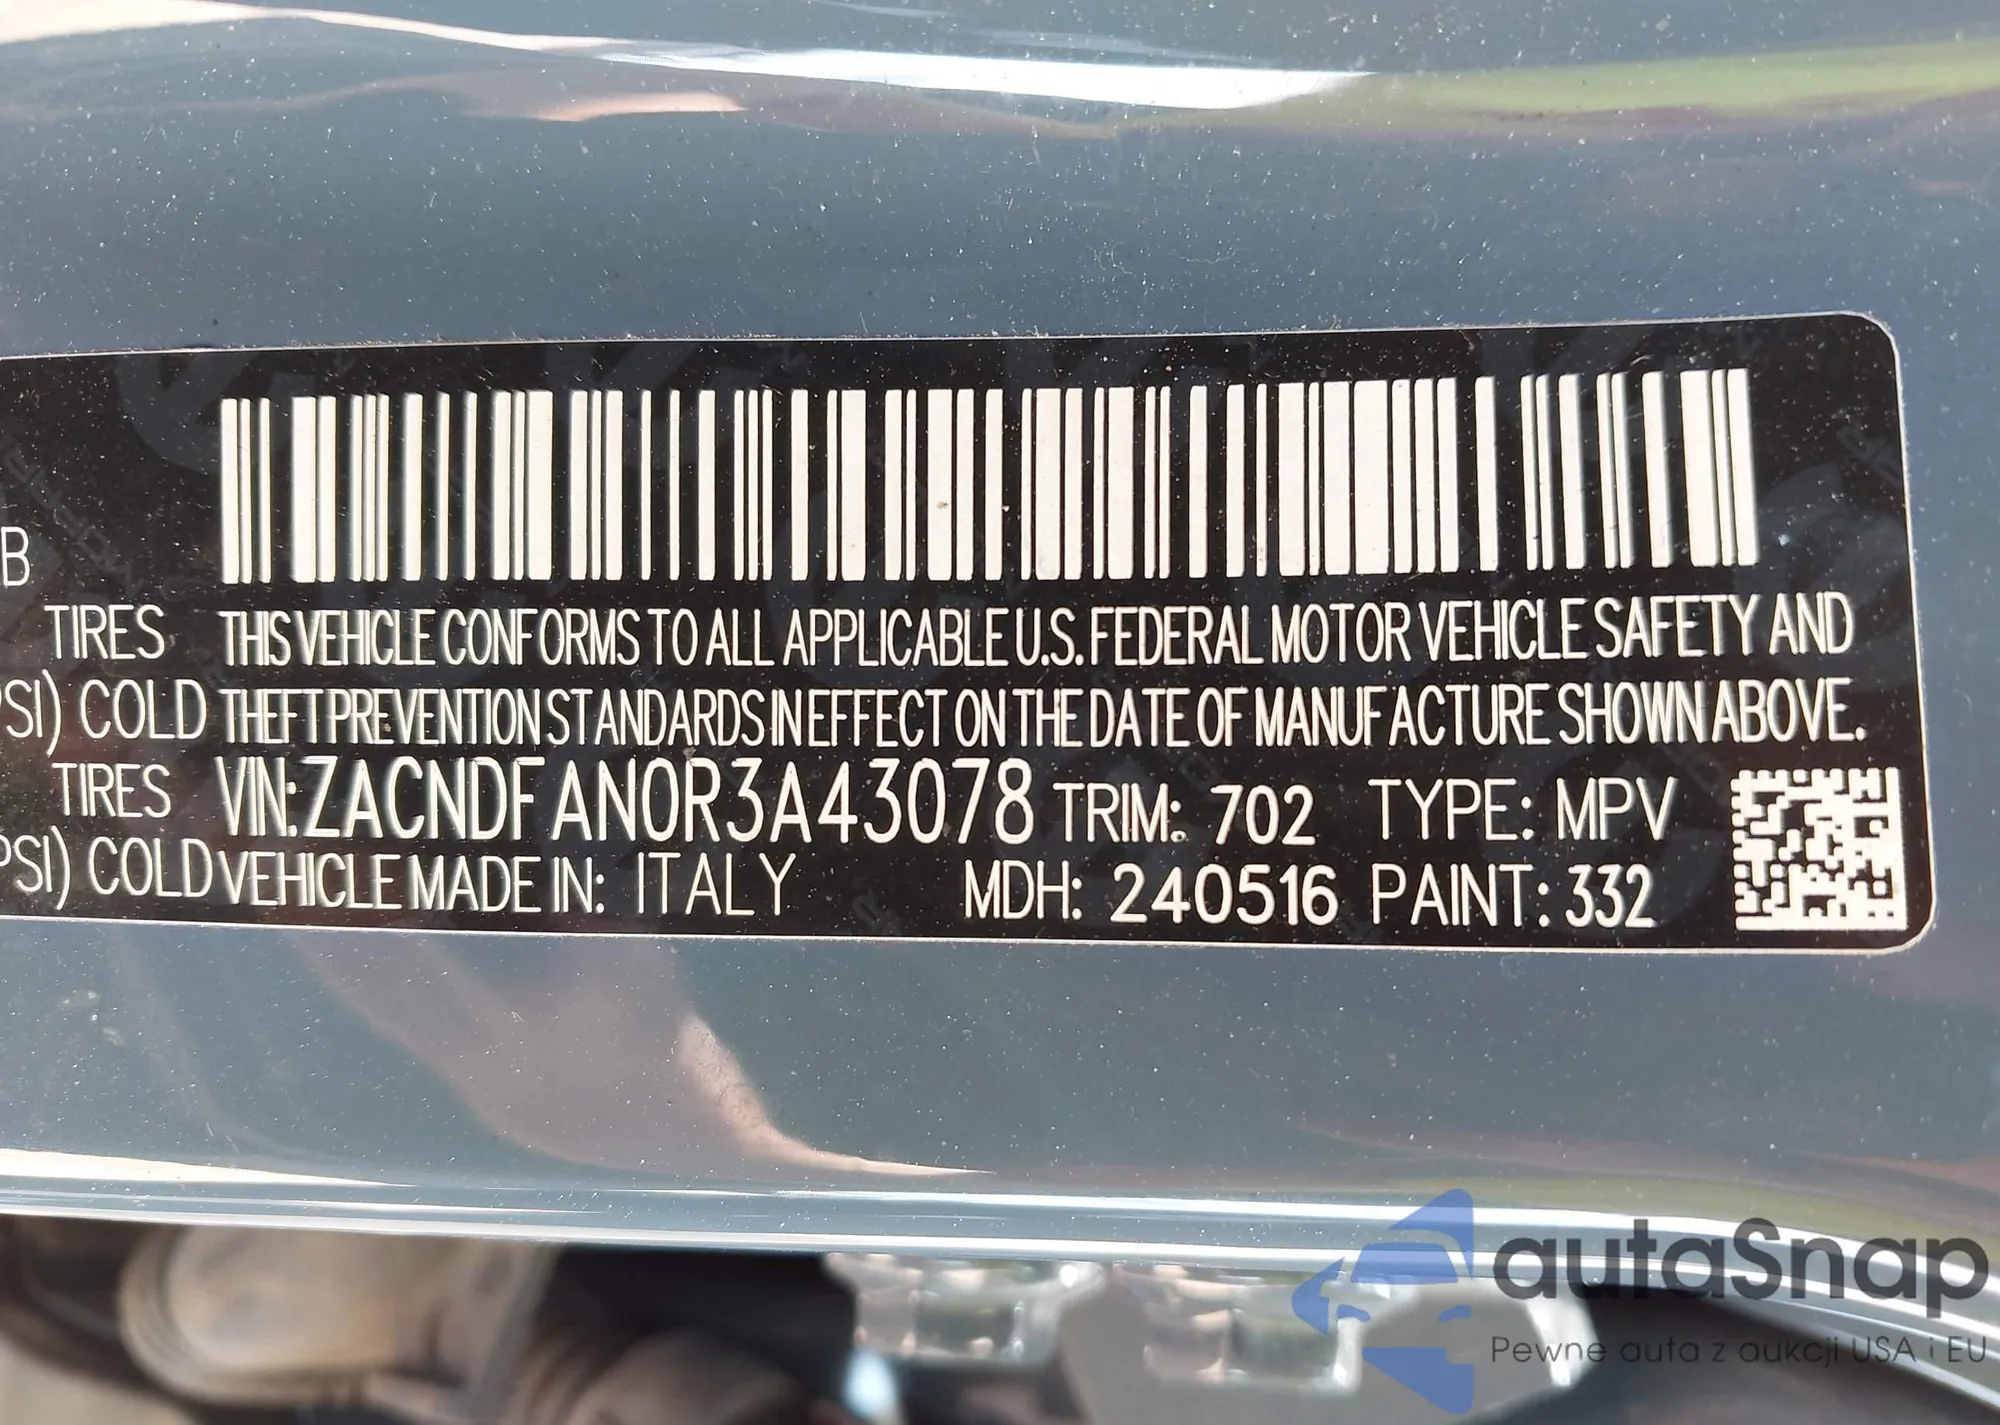 B
TIRES THIS VEHICLE CONFORMS TO ALL APPLICABLE U.S. FEDERAL MOTOR VEHICLE SAFETY AND
PSI) COLD THEFT PREVENTION STANDARDS IN EFFECT ON THE DATE OF MANUFACTURE SHOWN ABOVE.
TIRES VIN:ZACNDFAN0R3A43078 TRIM: 702 TYPE: MPV
PSI) COLD VEHICLE MADE IN: ITALY MDH: 240516 PAINT: 332
autaSnap
Pewne auta z aukcji USA i EU